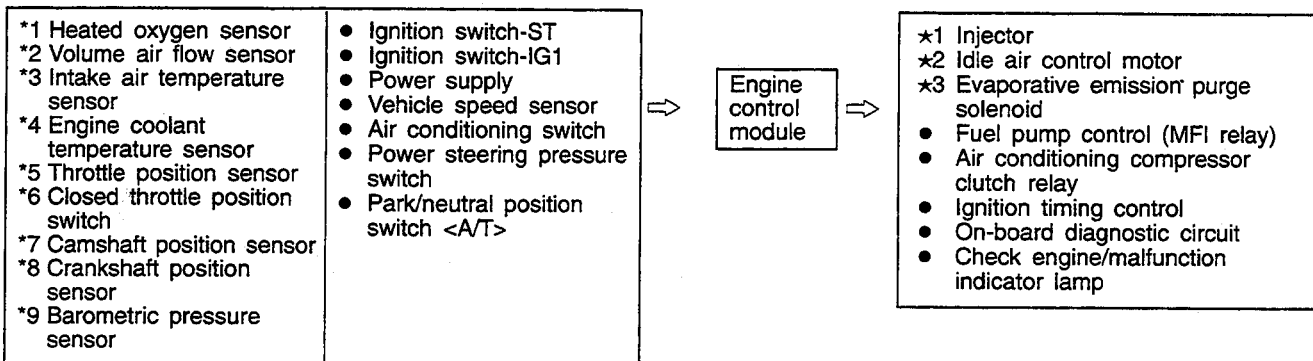 *1 Heated oxygen sensor
*2 Volume air flow sensor
*3 Intake air temperature
sensor
*4 Engine coolant
temperature sensor
*5 Throttle position sensor
*6 Closed throttle position
switch
*7 Camshaft position sensor
*8 Crankshaft position
sensor
*9 Barometric pressure
sensor
● Ignition switch-ST
● Ignition switch-IG1
● Power supply
● Vehicle speed sensor
● Air conditioning switch
● Power steering pressure
switch
● Park/neutral position
switch <A/T>
⇨
Engine
control
module
⇨
★1 Injector
★2 Idle air control motor
★3 Evaporative emission purge
solenoid
● Fuel pump control (MFI relay)
● Air conditioning compressor
clutch relay
● Ignition timing control
● On-board diagnostic circuit
● Check engine/malfunction
indicator lamp